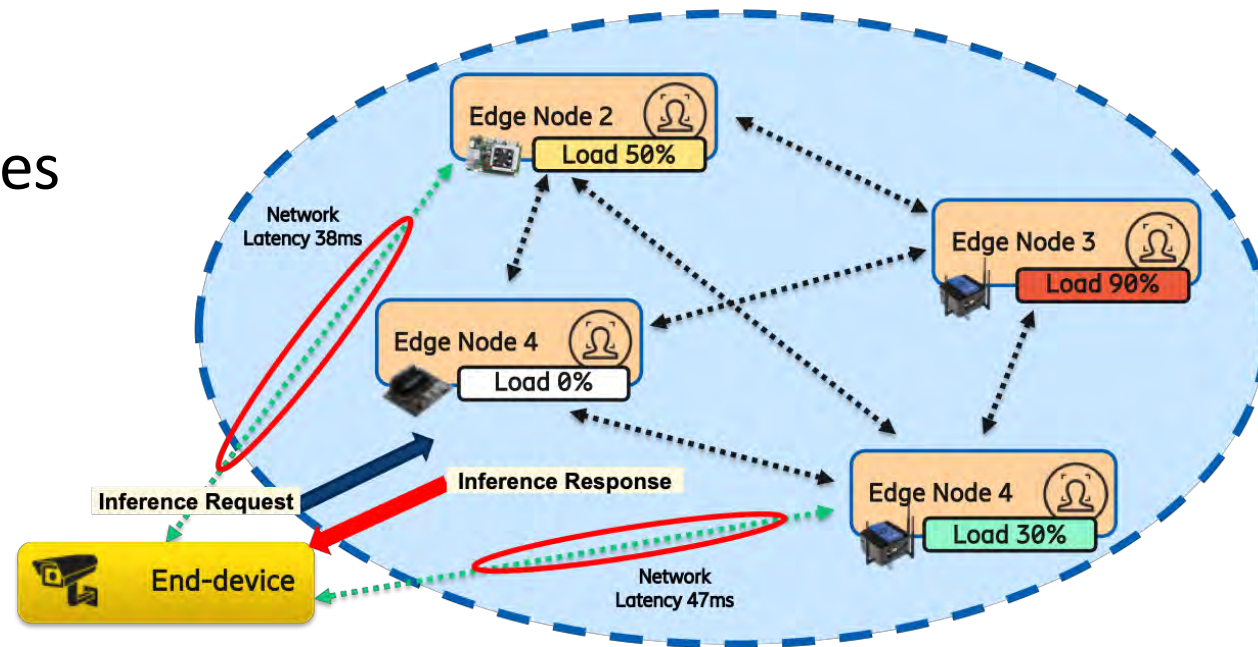 es
Edge Node 2
Load 50%
Network
Latency 38ms
Edge Node 3
Load 90%
Edge Node 4
Load 0%
Inference Request
Inference Response
Edge Node 4
Load 30%
End-device
Network
Latency 47ms